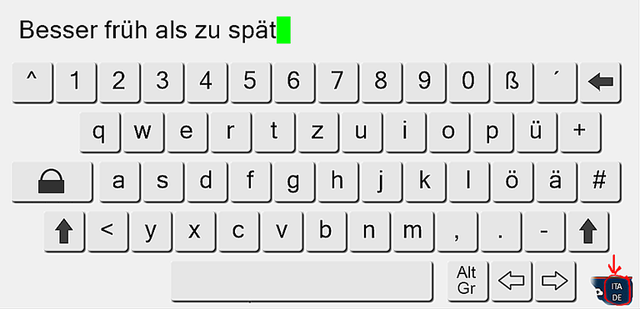 Besser früh als zu spät
^ 1 2 3 4 5 6 7 8 9 0 ß ´
q w e r t z u i o p ü +
a s d f g h j k l ö ä #
< y x c v b n m , . -
Alt
Gr
ITA
DE